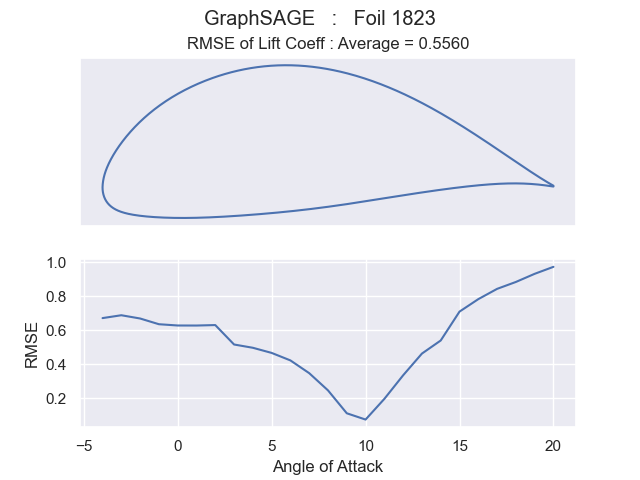 GraphSAGE : Foil 1823
RMSE of Lift Coeff : Average = 0.5560
1.0
0.8
0.6
0.4
0.2
RMSE
−5 0 5 10 15 20
Angle of Attack